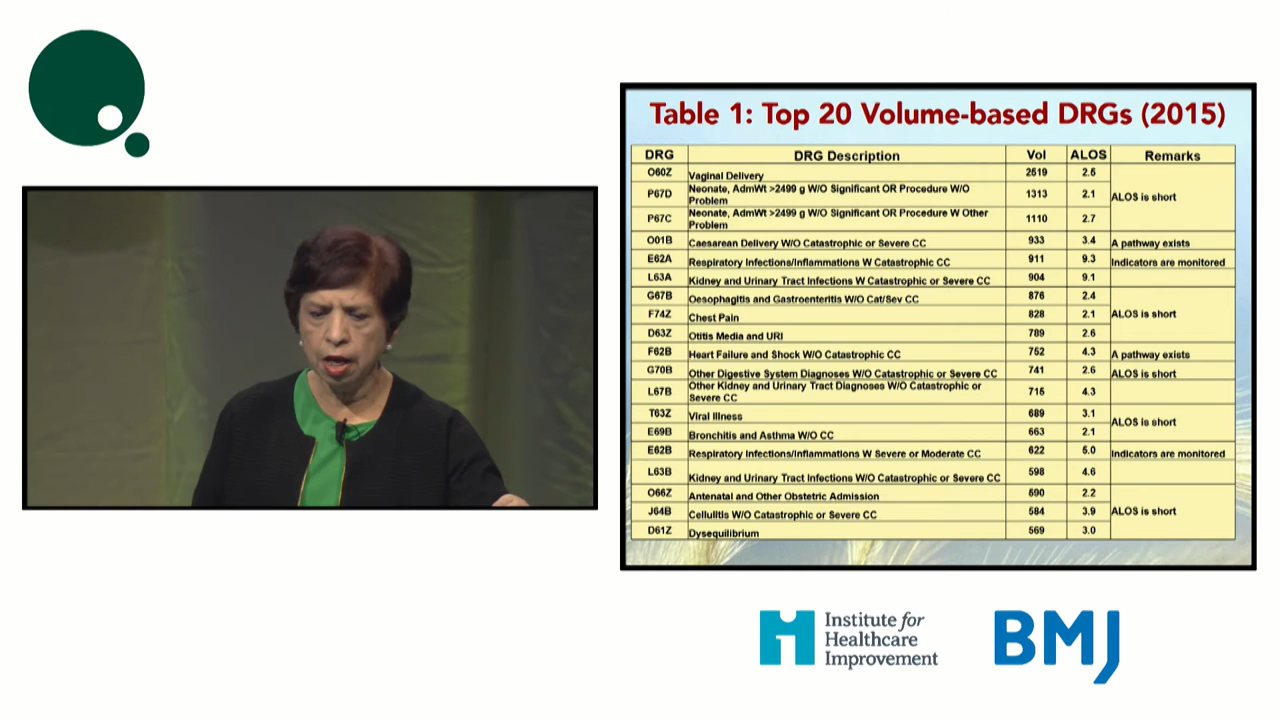 Table 1: Top 20 Volume-based DRGs (2015)
DRG DRG Description Vol ALOS Remarks
O60Z Vaginal Delivery 2519 2.5
P67D Neonate, AdmWt >2499 g W/O Significant OR Procedure W/O
Problem 1313 2.1 ALOS is short
P67C Neonate, AdmWt >2499 g W/O Significant OR Procedure W Other
Problem 1110 2.7
O01B Caesarean Delivery W/O Catastrophic or Severe CC 933 3.4 A pathway exists
E62A Respiratory Infections/Inflammations W Catastrophic CC 911 9.3 Indicators are monitored
L63A Kidney and Urinary Tract Infections W Catastrophic or Severe CC 904 9.1
G67B Oesophagitis and Gastroenteritis W/O Cat/Sev CC 876 2.4
F74Z Chest Pain 828 2.1 ALOS is short
D63Z Otitis Media and URI 789 2.6
F62B Heart Failure and Shock W/O Catastrophic CC 752 4.3 A pathway exists
G70B Other Digestive System Diagnoses W/O Catastrophic or Severe CC 741 2.6 ALOS is short
L67B Other Kidney and Urinary Tract Diagnoses W/O Catastrophic or
Severe CC 715 4.3
T63Z Viral Illness 689 3.1
ALOS is short
E69B Bronchitis and Asthma W/O CC 663 2.1
E62B Respiratory Infections/Inflammations W Severe or Moderate CC 622 5.0 Indicators are monitored
L63B Kidney and Urinary Tract Infections W/O Catastrophic or Severe CC 598 4.6
O66Z Antenatal and Other Obstetric Admission 590 2.2
J64B Cellulitis W/O Catastrophic or Severe CC 584 3.9 ALOS is short
D61Z Dysequilibrium 569 3.0
Institute for
Healthcare
Improvement
BMJ